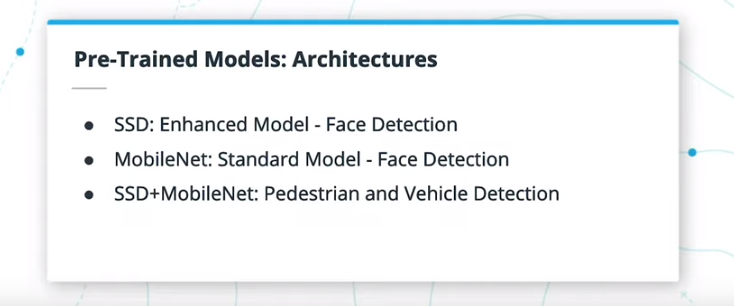 Pre-Trained Models: Architectures
● SSD: Enhanced Model - Face Detection
● MobileNet: Standard Model - Face Detection
● SSD+MobileNet: Pedestrian and Vehicle Detection